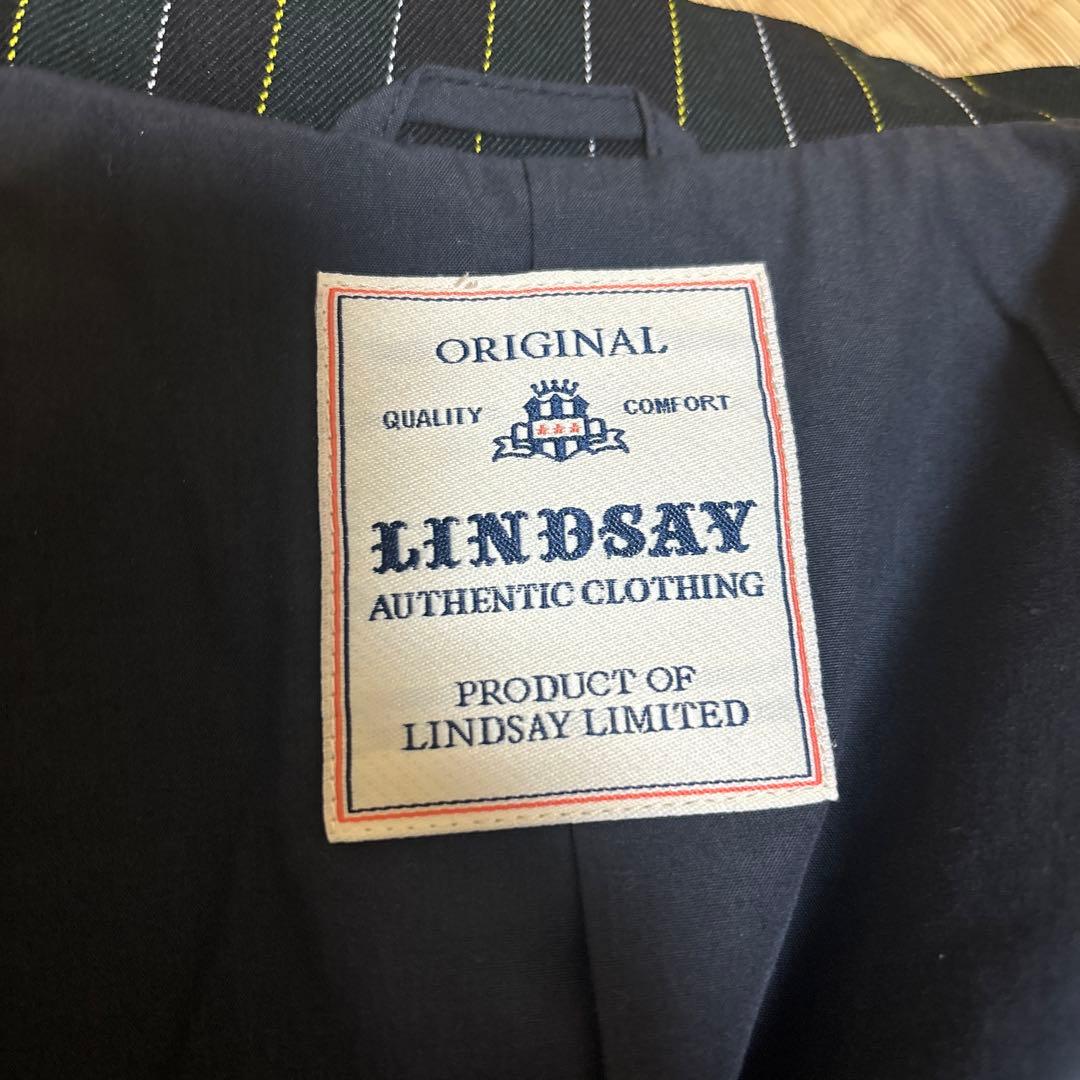 ORIGINAL
QUALITY COMFORT
LINDSAY
AUTHENTIC CLOTHING
PRODUCT OF
LINDSAY LIMITED